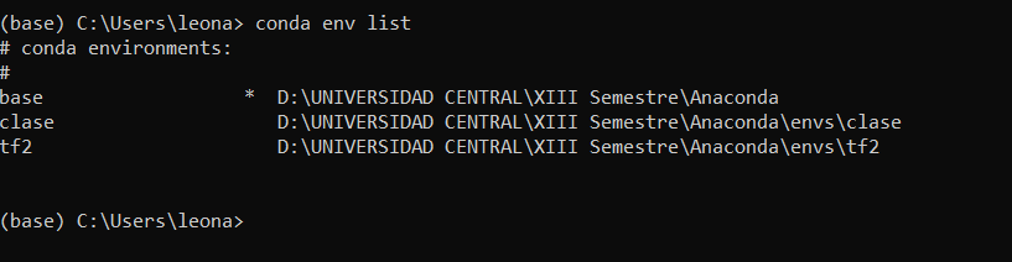 (base) C:\Users\leona> conda env list
# conda environments:
#
base                  *  D:\UNIVERSIDAD CENTRAL\XIII Semestre\Anaconda
clase                    D:\UNIVERSIDAD CENTRAL\XIII Semestre\Anaconda\envs\clase
tf2                      D:\UNIVERSIDAD CENTRAL\XIII Semestre\Anaconda\envs\tf2
(base) C:\Users\leona>